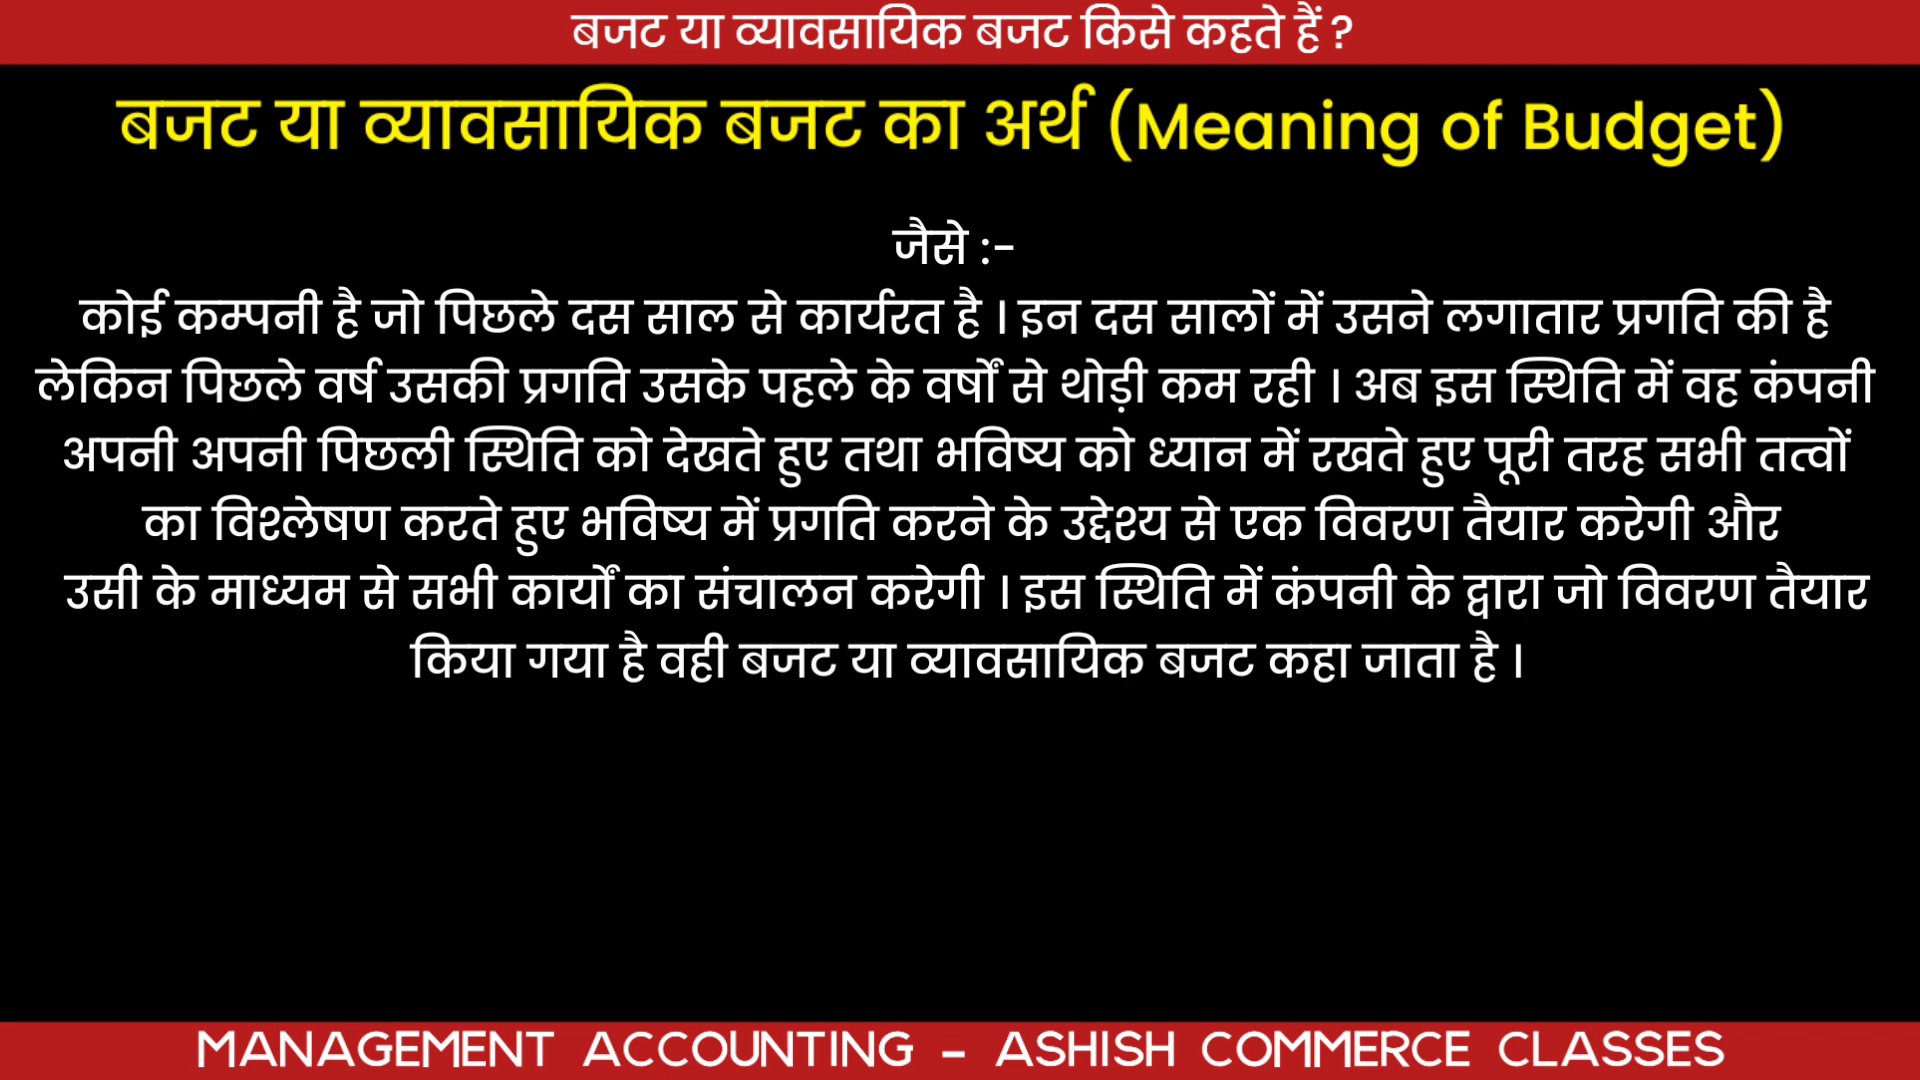 बजट या व्यावसायिक बजट किसे कहते हैं ?
बजट या व्यावसायिक बजट का अर्थ (Meaning of Budget)
जैसे :-
कोई कम्पनी है जो पिछले दस साल से कार्यरत है । इन दस सालों में उसने लगातार प्रगति की है
लेकिन पिछले वर्ष उसकी प्रगति उसके पहले के वर्षों से थोड़ी कम रही । अब इस स्थिति में वह कंपनी
अपनी अपनी पिछली स्थिति को देखते हुए तथा भविष्य को ध्यान में रखते हुए पूरी तरह सभी तत्वों
का विश्लेषण करते हुए भविष्य में प्रगति करने के उद्देश्य से एक विवरण तैयार करेगी और
उसी के माध्यम से सभी कार्यों का संचालन करेगी । इस स्थिति में कंपनी के द्वारा जो विवरण तैयार
किया गया है वही बजट या व्यावसायिक बजट कहा जाता है ।
MANAGEMENT ACCOUNTING - ASHISH COMMERCE CLASSES